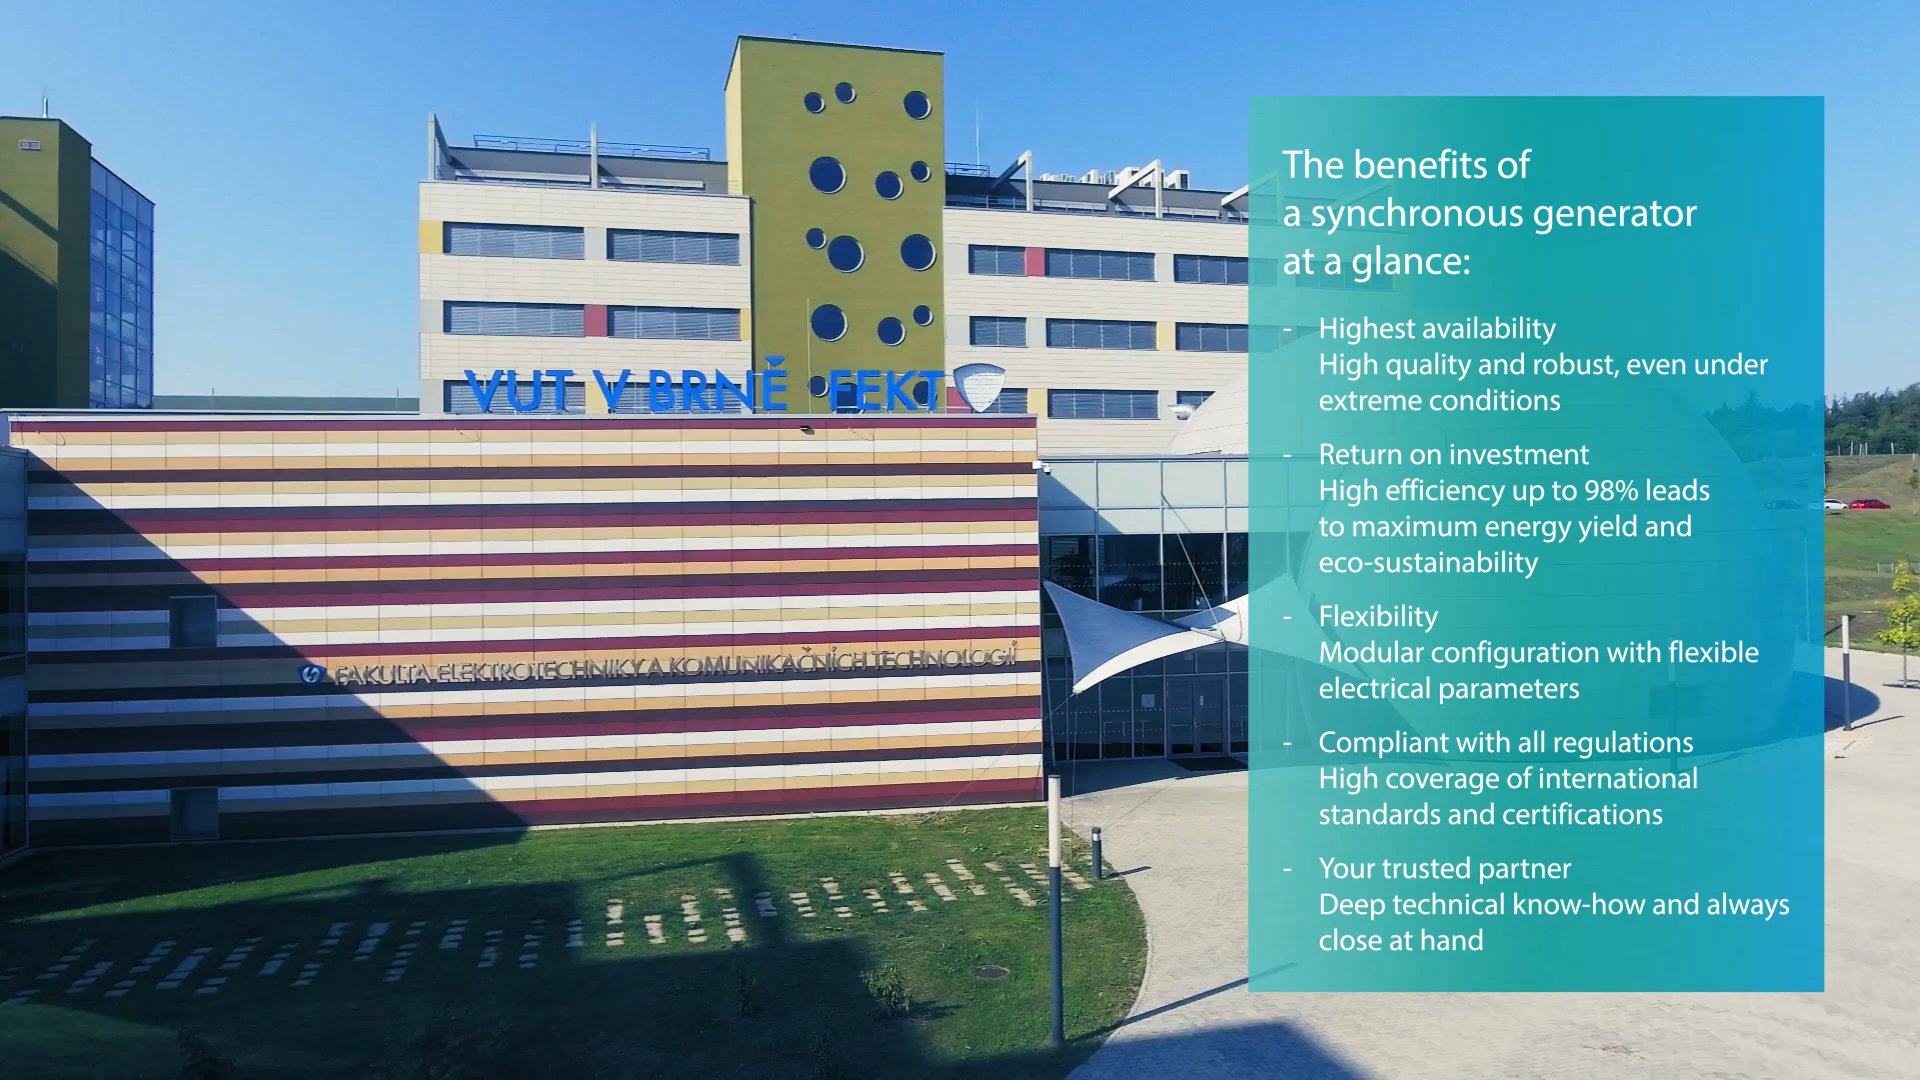 VUT V BRNĚ FEKT
FAKULTA ELEKTROTECHNIKY A KOMUNIKAČNÍCH TECHNOLOGIÍ
The benefits of
a synchronous generator
at a glance:
- Highest availability
High quality and robust, even under
extreme conditions
- Return on investment
High efficiency up to 98% leads
to maximum energy yield and
eco-sustainability
- Flexibility
Modular configuration with flexible
electrical parameters
- Compliant with all regulations
High coverage of international
standards and certifications
- Your trusted partner
Deep technical know-how and always
close at hand